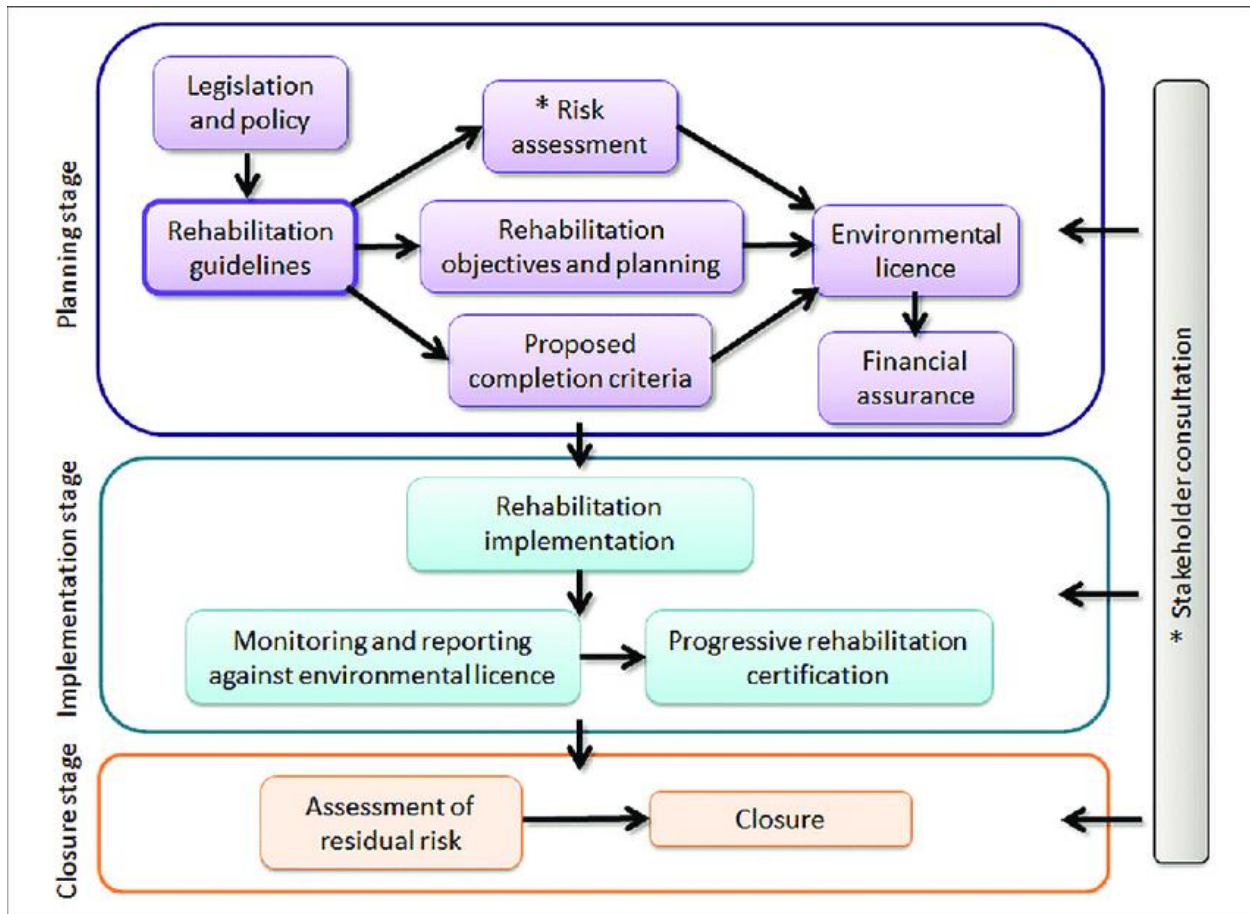 Planning stage
Legislation
and policy
* Risk
assessment
Rehabilitation
guidelines
Rehabilitation
objectives and planning
Environmental
licence
Proposed
completion criteria
Financial
assurance
Implementation stage
Rehabilitation
implementation
Monitoring and reporting
against environmental licence
Progressive rehabilitation
certification
Closure stage
Assessment of
residual risk
Closure
* Stakeholder consultation